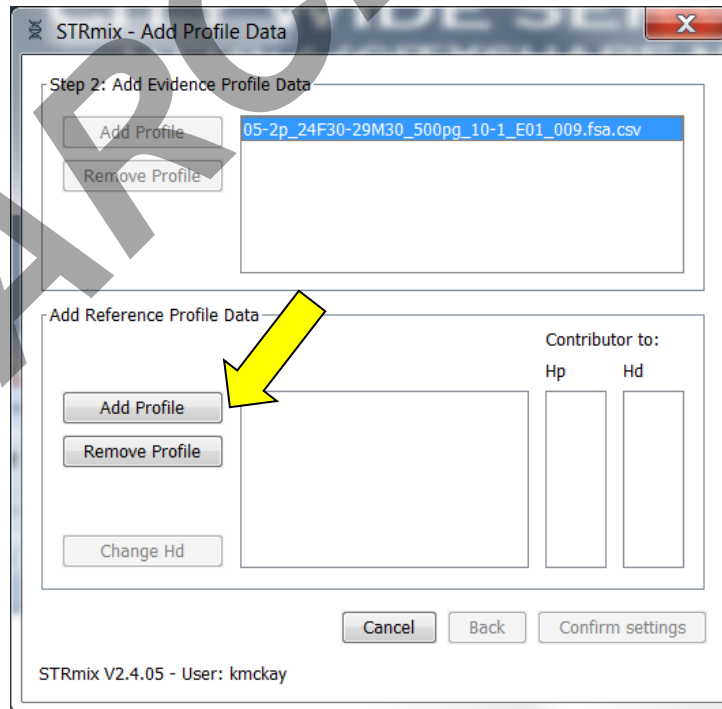 STRmix - Add Profile Data
Step 2: Add Evidence Profile Data
Add Profile
05-2p_24F30-29M30_500pg_10-1_E01_009.fsa.csv
Remove Profile
Add Reference Profile Data
Contributor to:
Hp Hd
Add Profile
Remove Profile
Change Hd
Cancel Back Confirm settings
STRmix V2.4.05 - User: kmckay